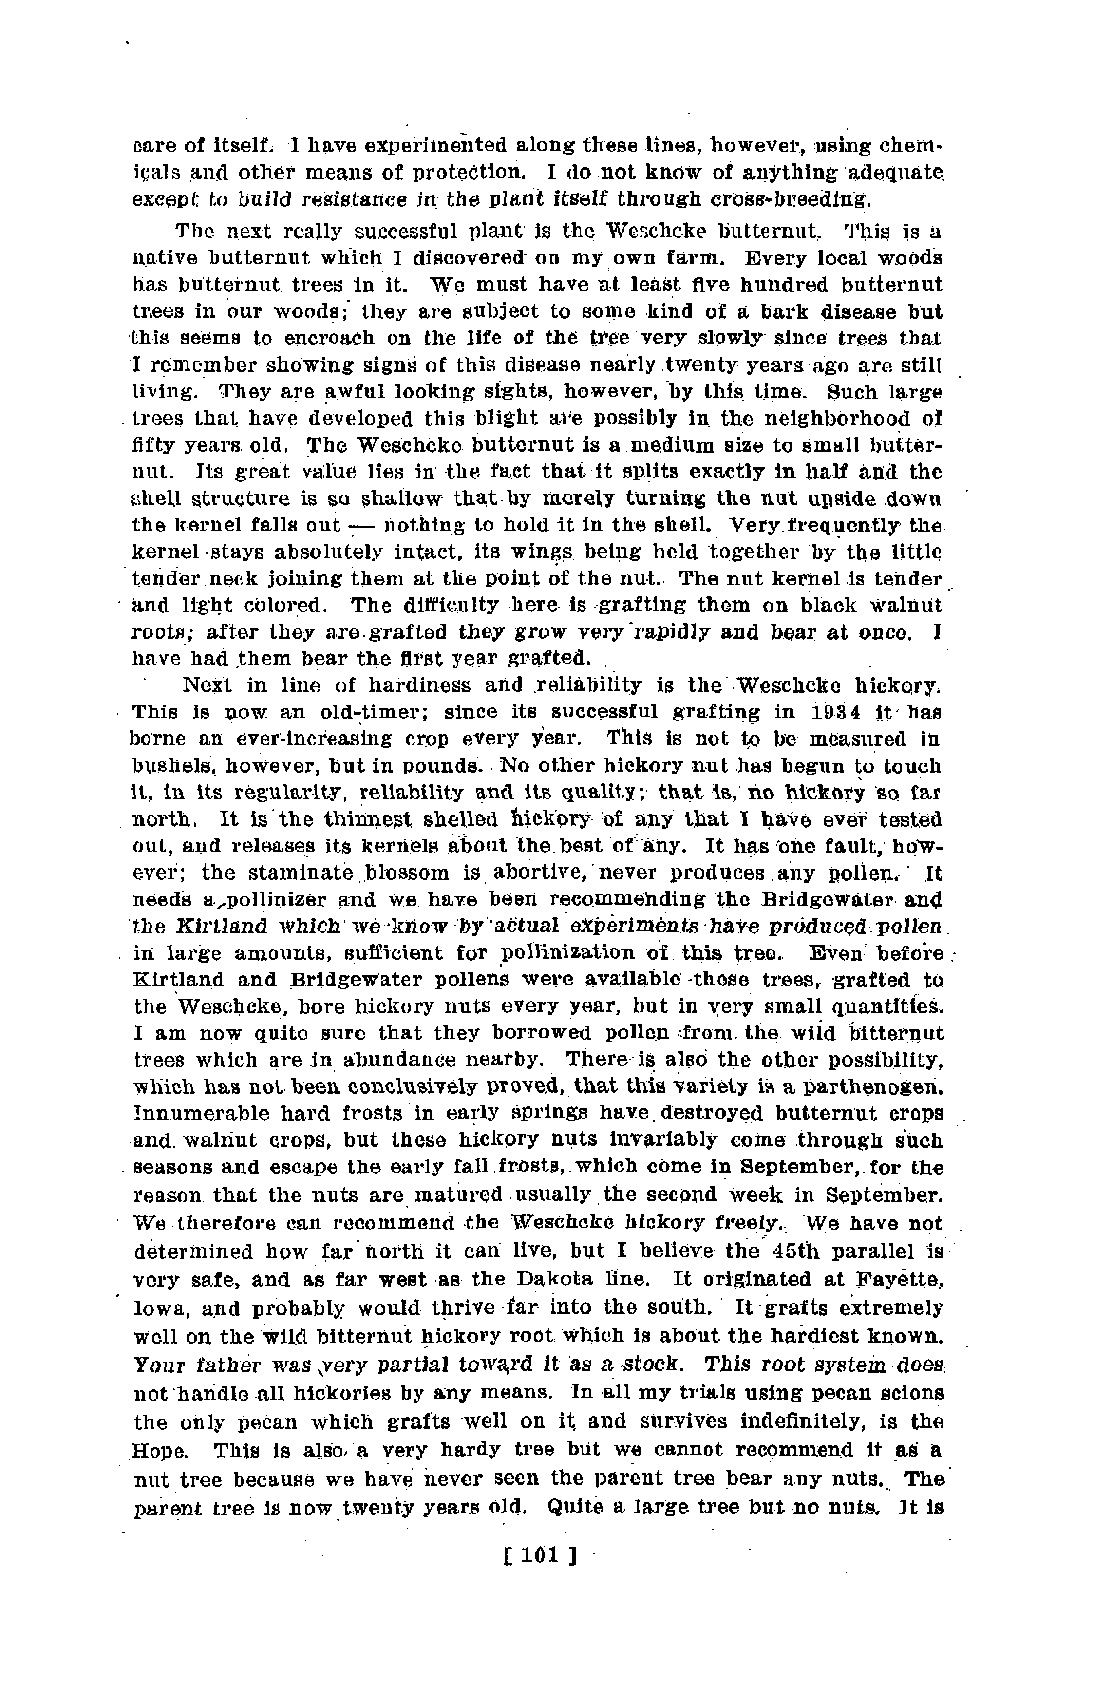 care of itself. I have experimented along these lines, however, using chem-
icals and other means of protection. I do not know of anything adequate
except to build resistance in the plant itself through cross-breeding.
The next really successful plant is the Weschcke butternut. This is a
native butternut which I discovered on my own farm. Every local woods
has butternut trees in it. We must have at least five hundred butternut
trees in our woods; they are subject to some kind of a bark disease but
this seems to encroach on the life of the tree very slowly since trees that
I remember showing signs of this disease nearly twenty years ago are still
living. They are awful looking sights, however, by this time. Such large
trees that have developed this blight are possibly in the neighborhood of
fifty years old. The Weschcke butternut is a medium size to small butter-
nut. Its great value lies in the fact that it splits exactly in half and the
shell structure is so shallow that by merely turning the nut upside down
the kernel falls out — nothing to hold it in the shell. Very frequently the
kernel stays absolutely intact, its wings being held together by the little
tender neck joining them at the point of the nut. The nut kernel is tender
and light colored. The difficulty here is grafting them on black walnut
roots; after they are grafted they grow very rapidly and bear at once. I
have had them bear the first year grafted.
Next in line of hardiness and reliability is the Weschcke hickory.
This is now an old-timer; since its successful grafting in 1934 it has
borne an ever-increasing crop every year. This is not to be measured in
bushels, however, but in pounds. No other hickory nut has begun to touch
it, in its regularity, reliability and its quality; that is, no hickory so far
north. It is the thinnest shelled hickory of any that I have ever tested
out, and releases its kernels about the best of any. It has one fault, how-
ever; the staminate blossom is abortive, never produces any pollen. It
needs a pollinizer and we have been recommending the Bridgewater and
the Kirtland which we know by actual experiments have produced pollen
in large amounts, sufficient for pollinization of this tree. Even before
Kirtland and Bridgewater pollens were available those trees, grafted to
the Weschcke, bore hickory nuts every year, but in very small quantities.
I am now quite sure that they borrowed pollen from the wild bitternut
trees which are in abundance nearby. There is also the other possibility,
which has not been conclusively proved, that this variety is a parthenogen.
Innumerable hard frosts in early springs have destroyed butternut crops
and walnut crops, but these hickory nuts invariably come through such
seasons and escape the early fall frosts, which come in September, for the
reason that the nuts are matured usually the second week in September.
We therefore can recommend the Weschcke hickory freely. We have not
determined how far north it can live, but I believe the 45th parallel is
very safe, and as far west as the Dakota line. It originated at Fayette,
Iowa, and probably would thrive far into the south. It grafts extremely
well on the wild bitternut hickory root which is about the hardiest known.
Your father was very partial toward it as a stock. This root system does
not handle all hickories by any means. In all my trials using pecan scions
the only pecan which grafts well on it and survives indefinitely, is the
Hope. This is also a very hardy tree but we cannot recommend it as a
nut tree because we have never seen the parent tree bear any nuts. The
parent tree is now twenty years old. Quite a large tree but no nuts. It is
[ 101 ]